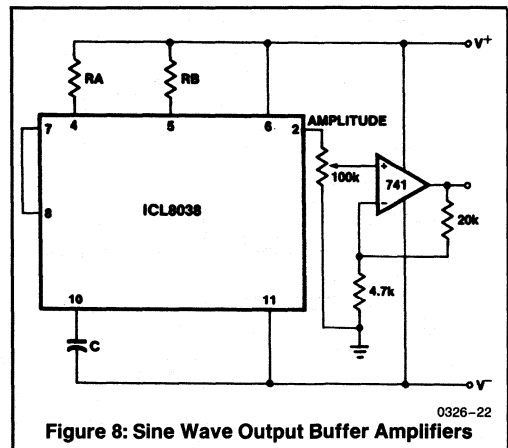 V+
RA
RB
AMPLITUDE
4
5
6
2
7
+
100k
741
8
ICL8038
20k
−
4.7k
10
11
C
V−
0326-22
Figure 8: Sine Wave Output Buffer Amplifiers